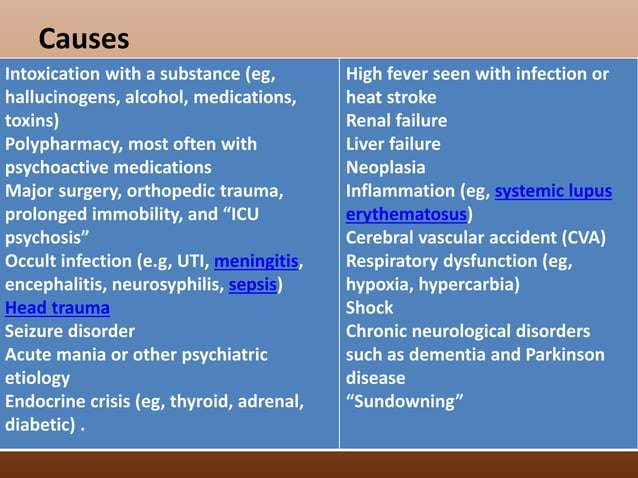 Causes
Intoxication with a substance (eg,
hallucinogens, alcohol, medications,
toxins)
Polypharmacy, most often with
psychoactive medications
Major surgery, orthopedic trauma,
prolonged immobility, and “ICU
psychosis”
Occult infection (e.g, UTI, meningitis,
encephalitis, neurosyphilis, sepsis)
Head trauma
Seizure disorder
Acute mania or other psychiatric
etiology
Endocrine crisis (eg, thyroid, adrenal,
diabetic) .
High fever seen with infection or
heat stroke
Renal failure
Liver failure
Neoplasia
Inflammation (eg, systemic lupus
erythematosus)
Cerebral vascular accident (CVA)
Respiratory dysfunction (eg,
hypoxia, hypercarbia)
Shock
Chronic neurological disorders
such as dementia and Parkinson
disease
“Sundowning”